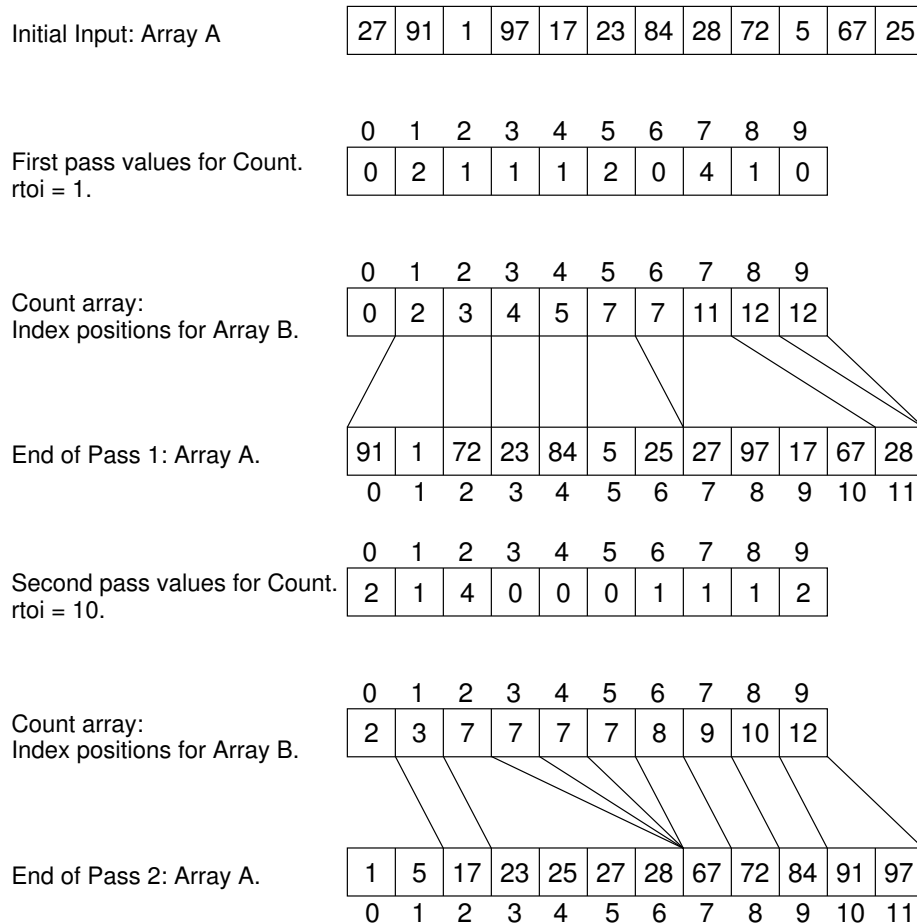 Initial Input: Array A
27 91 1 97 17 23 84 28 72 5 67 25
0 1 2 3 4 5 6 7 8 9
First pass values for Count.
rtoi = 1.
0 2 1 1 1 2 0 4 1 0
0 1 2 3 4 5 6 7 8 9
Count array:
Index positions for Array B.
0 2 3 4 5 7 7 11 12 12
End of Pass 1: Array A.
91 1 72 23 84 5 25 27 97 17 67 28
0 1 2 3 4 5 6 7 8 9 10 11
0 1 2 3 4 5 6 7 8 9
Second pass values for Count.
rtoi = 10.
2 1 4 0 0 0 1 1 1 2
0 1 2 3 4 5 6 7 8 9
Count array:
Index positions for Array B.
2 3 7 7 7 7 8 9 10 12
End of Pass 2: Array A.
1 5 17 23 25 27 28 67 72 84 91 97
0 1 2 3 4 5 6 7 8 9 10 11